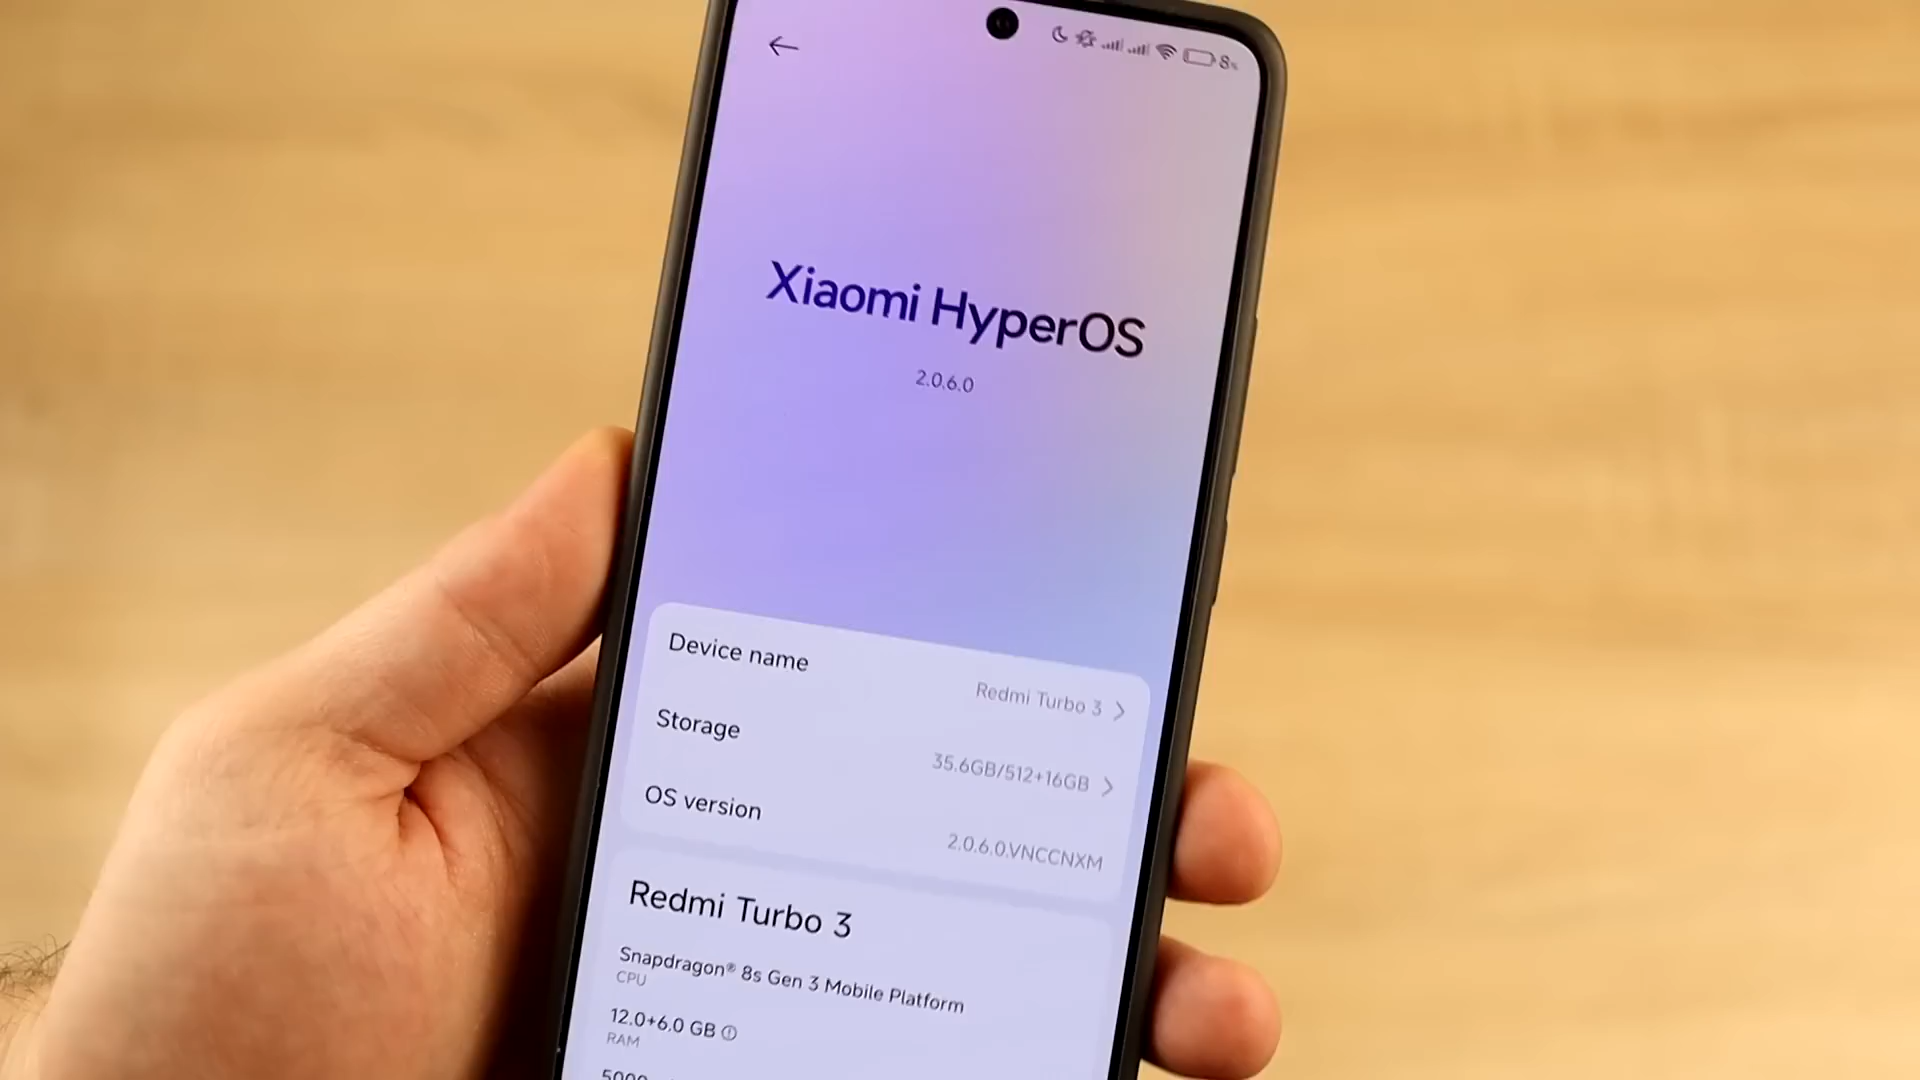 8%
Xiaomi HyperOS
2.0.6.0
Device name
Redmi Turbo 3
Storage
35.6GB/512+16GB
OS version
2.0.6.0.VNCCNXM
Redmi Turbo 3
Snapdragon® 8s Gen 3 Mobile Platform
CPU
12.0+6.0 GB
RAM